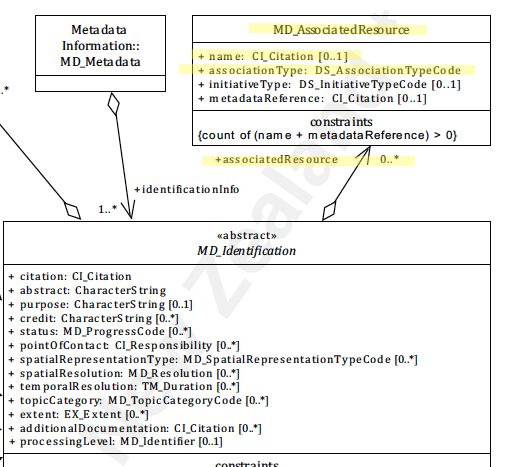 Metadata
Information::
MD_Metadata
MD_AssociatedResource
+ name: CI_Citation [0..1]
+ associationType: DS_AssociationTypeCode
+ initiativeType: DS_InitiativeTypeCode [0..1]
+ metadataReference: CI_Citation [0..1]
constraints
{count of (name + metadataReference) > 0}
+associatedResource 0..*
..*
+identificationInfo
1..*
«abstract»
MD_Identification
+ citation: CI_Citation
+ abstract: CharacterString
+ purpose: CharacterString [0..1]
+ credit: CharacterString [0..*]
+ status: MD_ProgressCode [0..*]
+ pointOfContact: CI_Responsibility [0..*]
+ spatialRepresentationType: MD_SpatialRepresentationTypeCode [0..*]
+ spatialResolution: MD_Resolution [0..*]
+ temporalResolution: TM_Duration [0..*]
+ topicCategory: MD_TopicCategoryCode [0..*]
+ extent: EX_Extent [0..*]
+ additionalDocumentation: CI_Citation [0..*]
+ processingLevel: MD_Identifier [0..1]
constraints